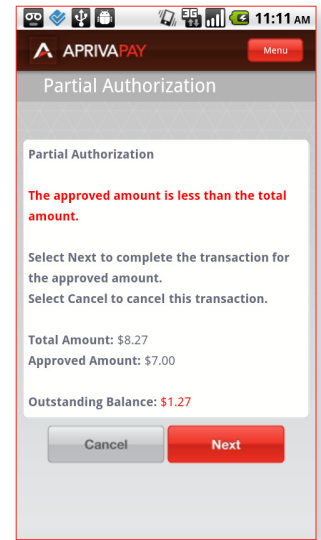 3G
11:11 AM
APRIVAPAY
Menu
Partial Authorization
Partial Authorization
The approved amount is less than the total
amount.
Select Next to complete the transaction for
the approved amount.
Select Cancel to cancel this transaction.
Total Amount: $8.27
Approved Amount: $7.00
Outstanding Balance: $1.27
Cancel
Next